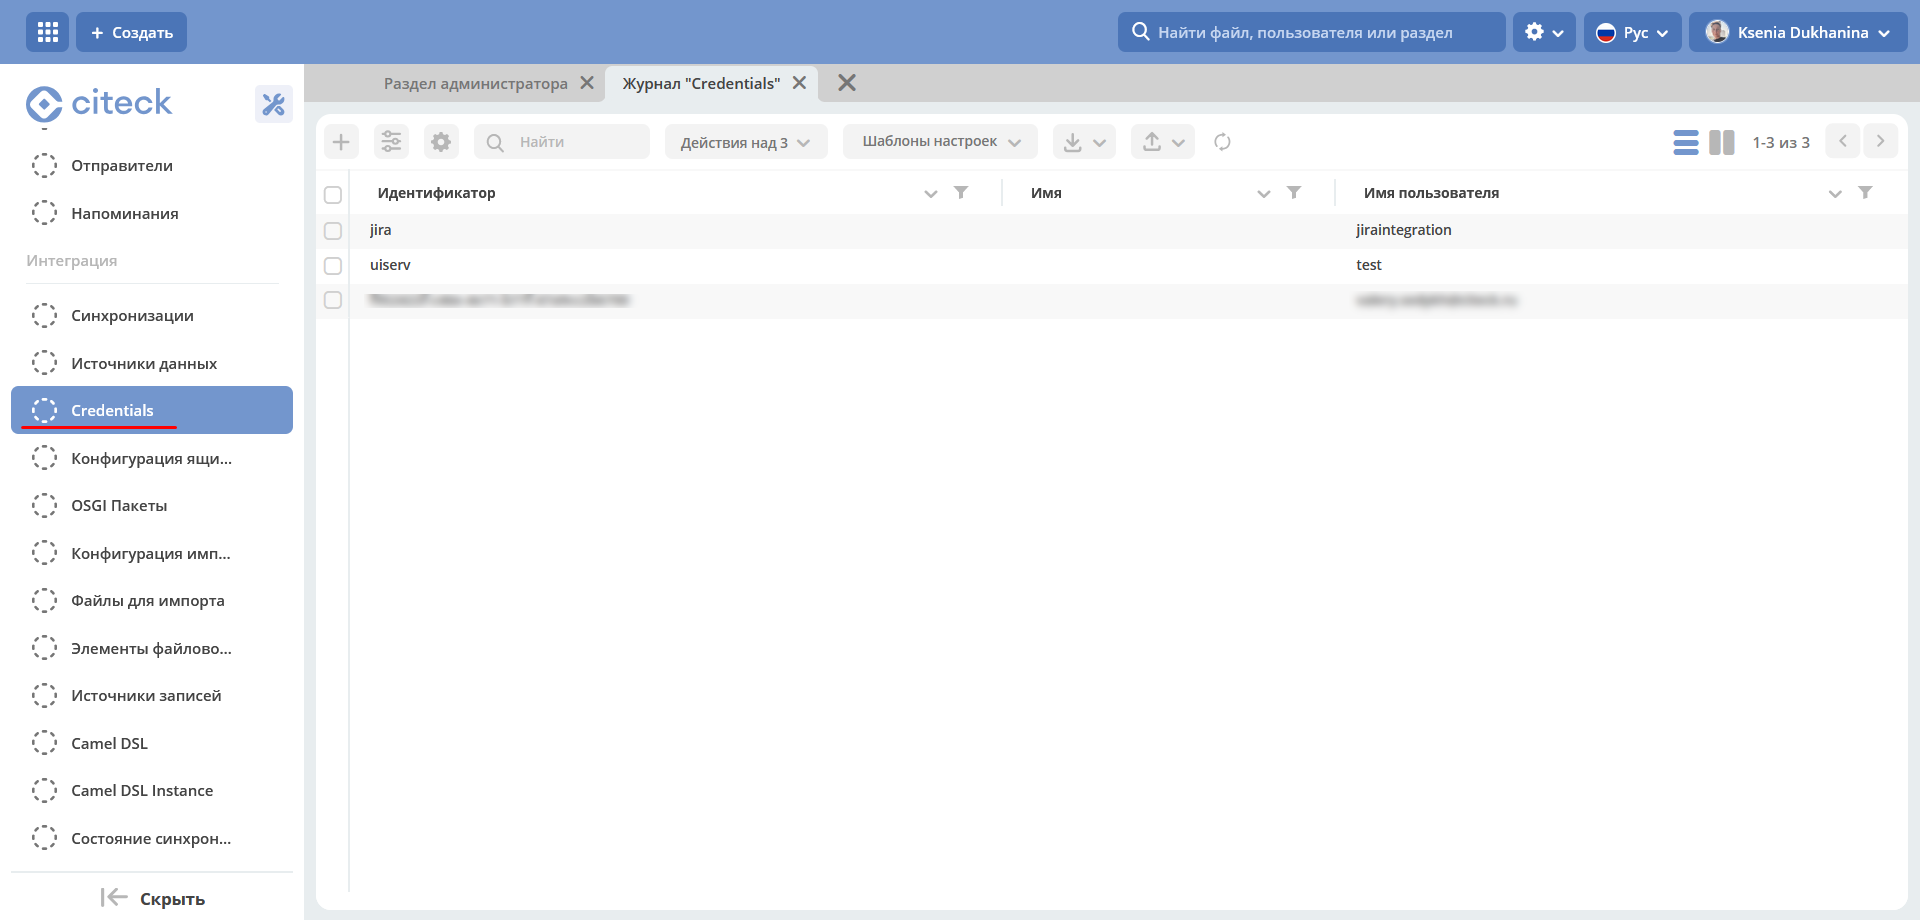 Создать
Найти файл, пользователя или раздел
Рус
Ksenia Dukhanina
citeck
Раздел администратора
Журнал "Credentials"
Отправители
Напоминания
Интеграция
Синхронизации
Источники данных
Credentials
Конфигурация ящи...
OSGI Пакеты
Конфигурация имп...
Файлы для импорта
Элементы файлово...
Источники записей
Camel DSL
Camel DSL Instance
Состояние синхрон...
Скрыть
Найти
Действия над 3
Шаблоны настроек
1-3 из 3
Идентификатор Имя Имя пользователя
jira jiraintegration
uiserv test